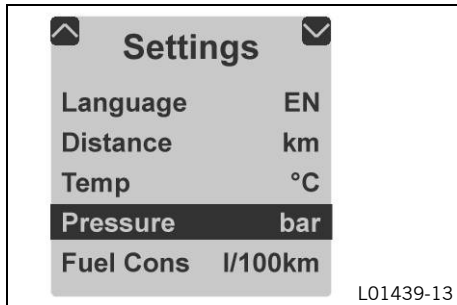 Settings
Language EN
Distance km
Temp °C
Pressure bar
Fuel Cons l/100km
L01439-13